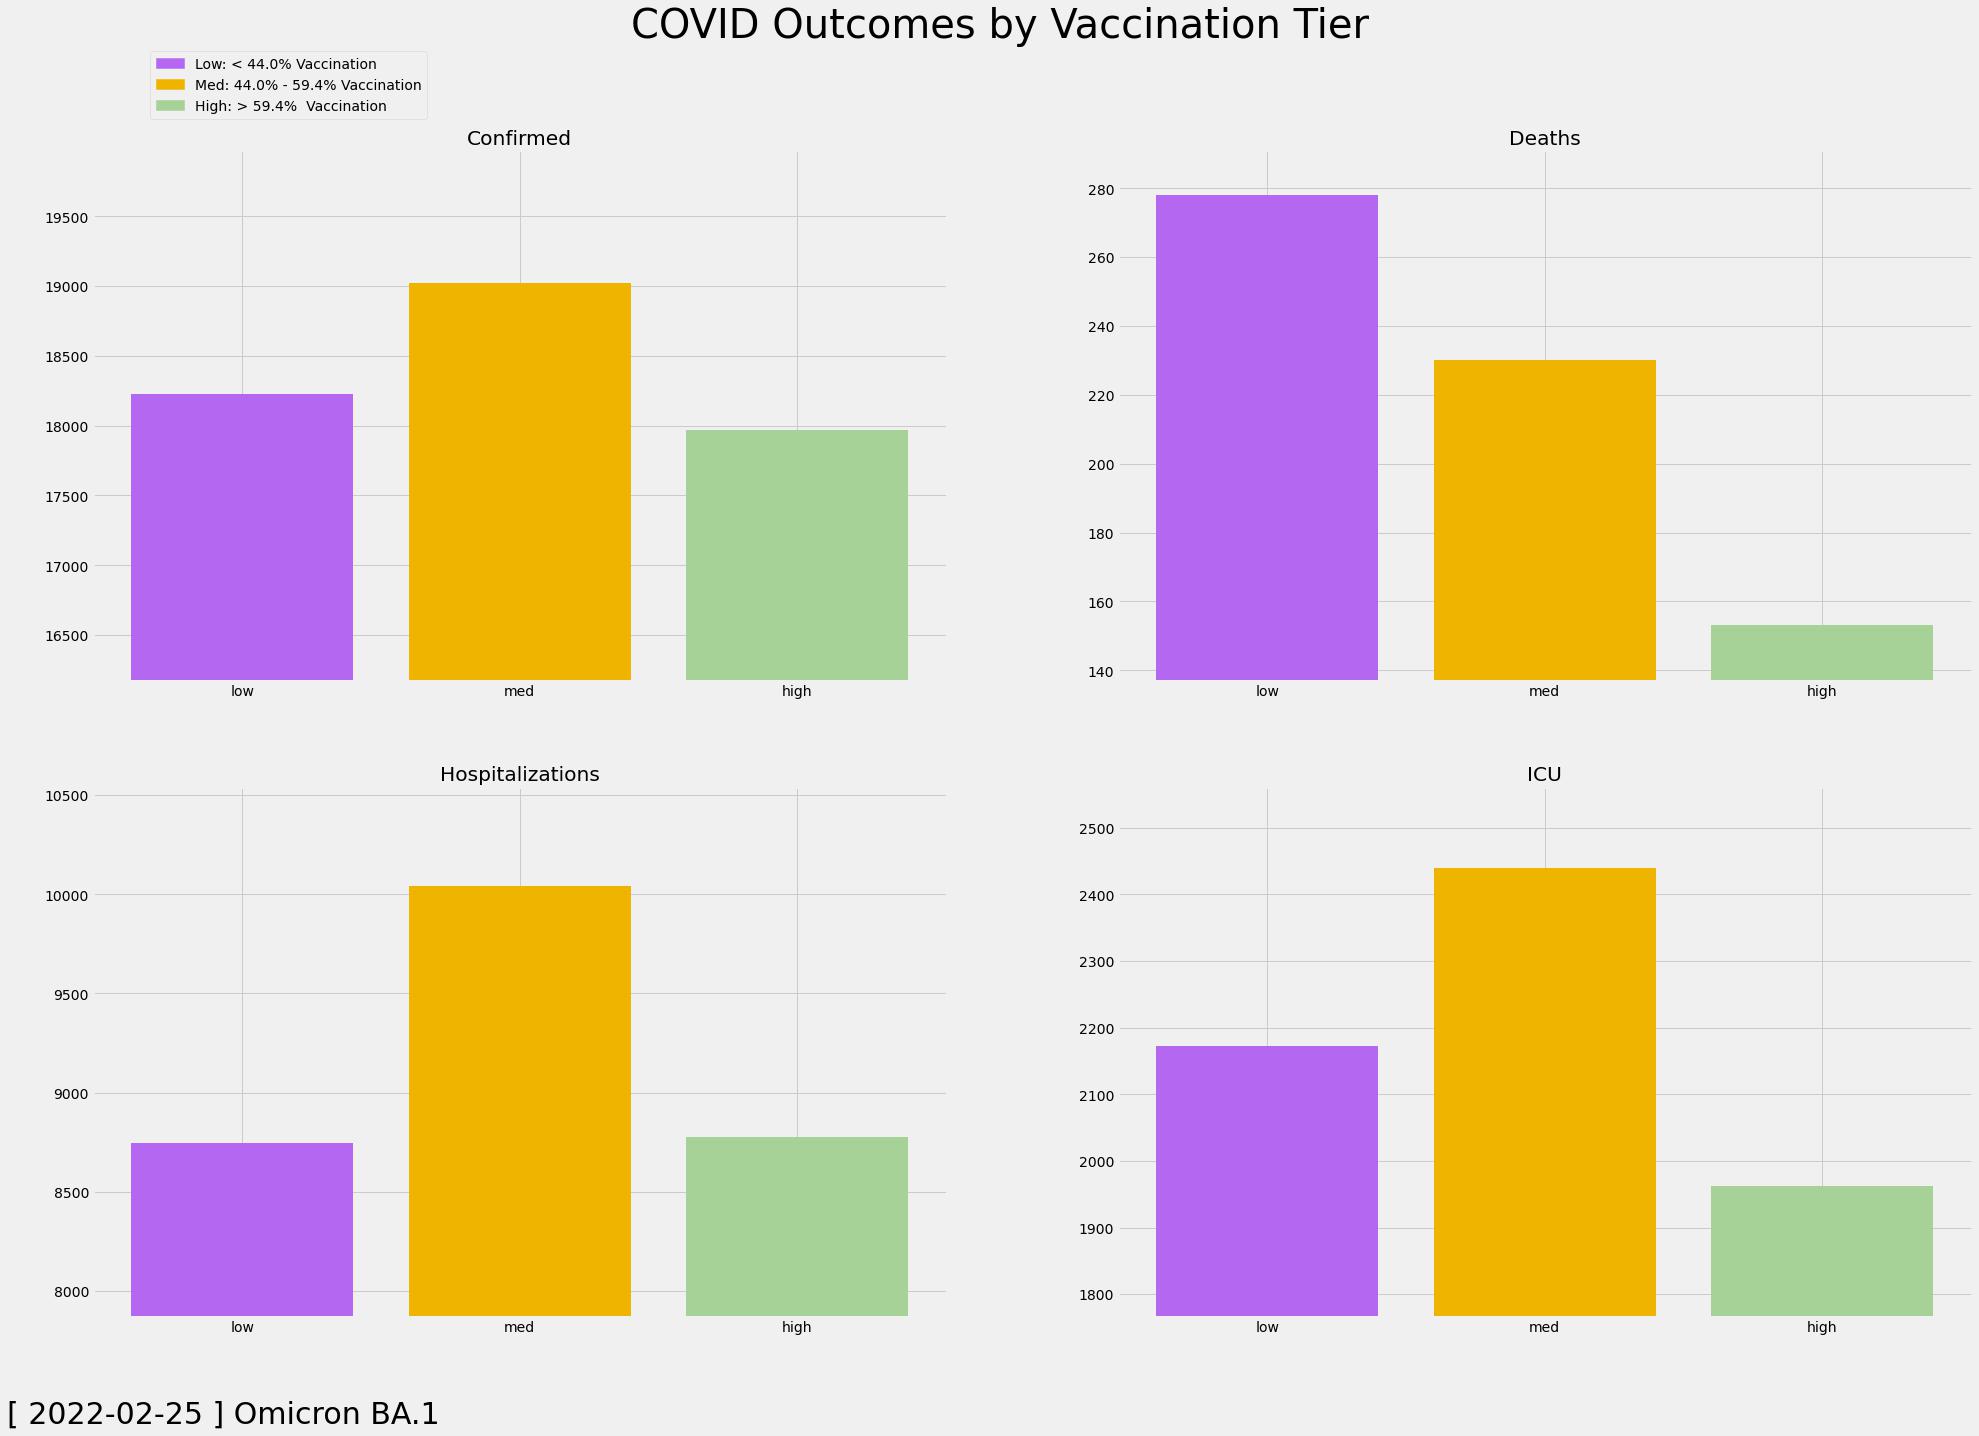 COVID Outcomes by Vaccination Tier
Low: < 44.0% Vaccination
Med: 44.0% - 59.4% Vaccination
High: > 59.4%  Vaccination
Confirmed
19500
19000
18500
18000
17500
17000
16500
low med high
Deaths
280
260
240
220
200
180
160
140
low med high
Hospitalizations
10500
10000
9500
9000
8500
8000
low med high
ICU
2500
2400
2300
2200
2100
2000
1900
1800
low med high
[ 2022-02-25 ] Omicron BA.1